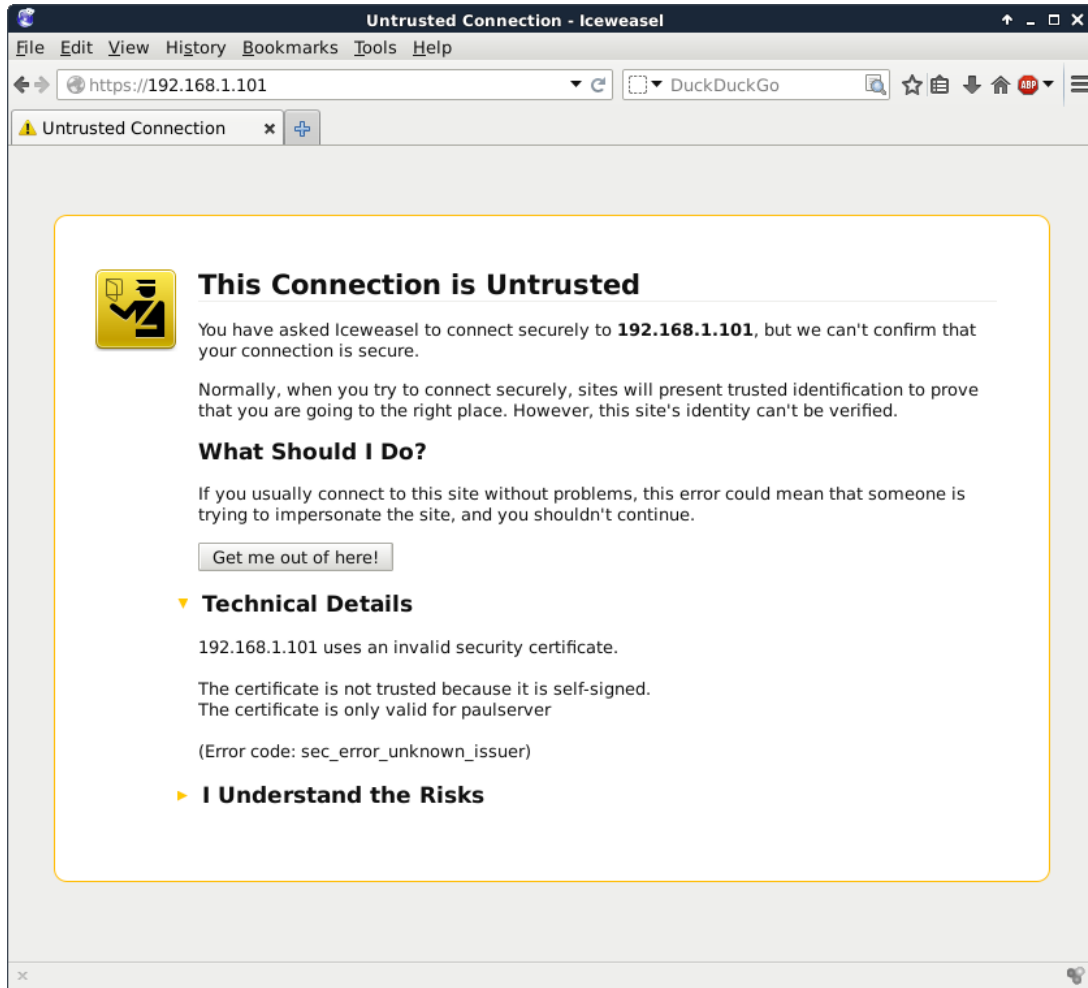 Untrusted Connection - Iceweasel
File Edit View History Bookmarks Tools Help
https://192.168.1.101
DuckDuckGo
ABP
Untrusted Connection
This Connection is Untrusted
You have asked Iceweasel to connect securely to 192.168.1.101, but we can't confirm that
your connection is secure.
Normally, when you try to connect securely, sites will present trusted identification to prove
that you are going to the right place. However, this site's identity can't be verified.
What Should I Do?
If you usually connect to this site without problems, this error could mean that someone is
trying to impersonate the site, and you shouldn't continue.
Get me out of here!
Technical Details
192.168.1.101 uses an invalid security certificate.
The certificate is not trusted because it is self-signed.
The certificate is only valid for paulserver
(Error code: sec_error_unknown_issuer)
I Understand the Risks